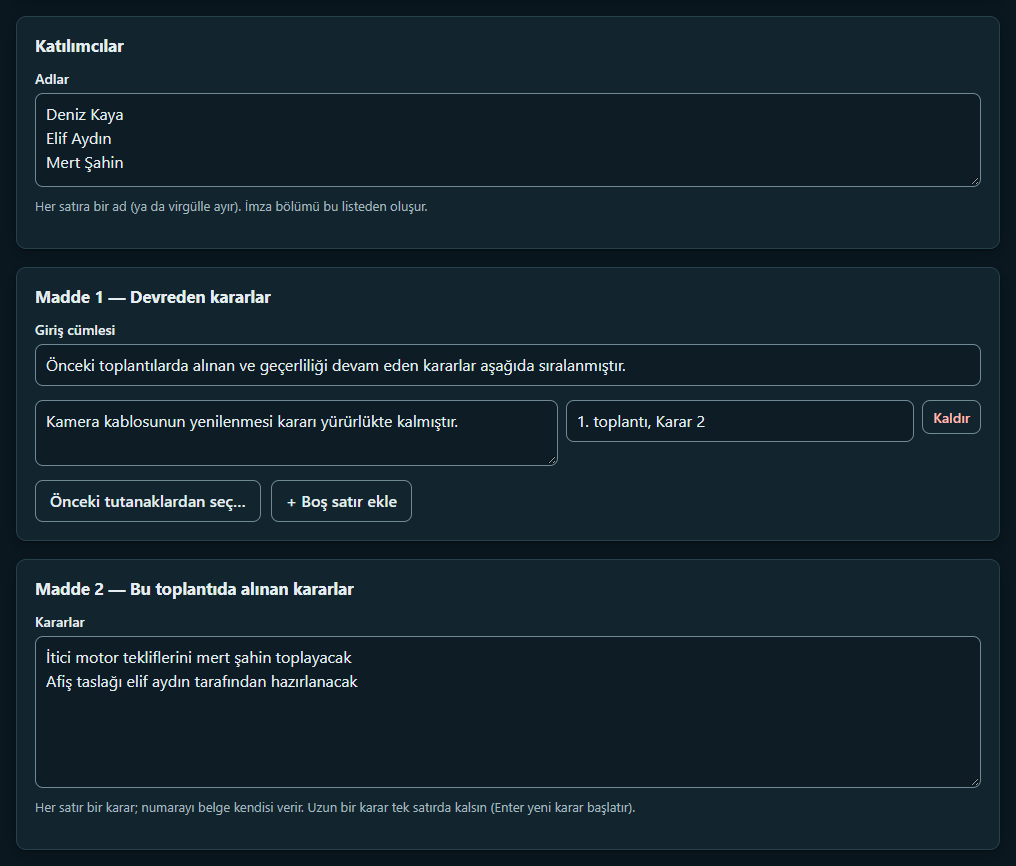 Katılımcılar
Adlar
Deniz Kaya
Elif Aydın
Mert Şahin
Her satıra bir ad (ya da virgülle ayır). İmza bölümü bu listeden oluşur.
Madde 1 — Devreden kararlar
Giriş cümlesi
Önceki toplantılarda alınan ve geçerliliği devam eden kararlar aşağıda sıralanmıştır.
Kamera kablosunun yenilenmesi kararı yürürlükte kalmıştır.
1. toplantı, Karar 2
Kaldır
Önceki tutanaklardan seç...
+ Boş satır ekle
Madde 2 — Bu toplantıda alınan kararlar
Kararlar
İtici motor tekliflerini mert şahin toplayacak
Afiş taslağı elif aydın tarafından hazırlanacak
Her satır bir karar; numarayı belge kendisi verir. Uzun bir karar tek satırda kalsın (Enter yeni karar başlatır).